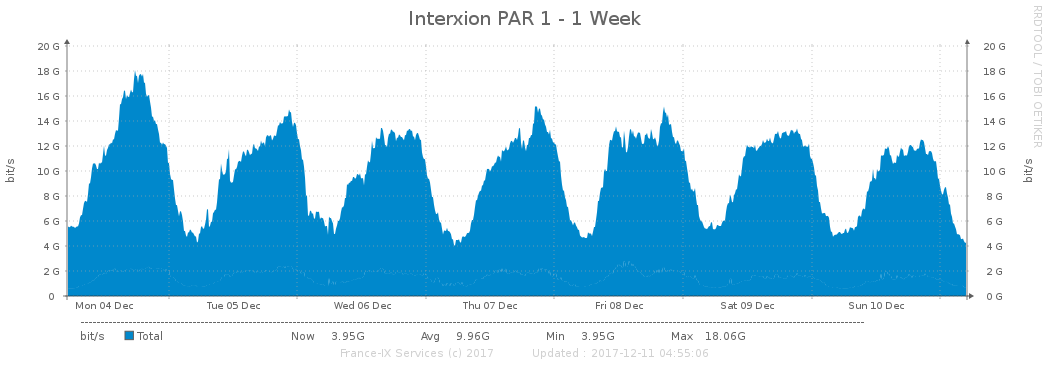 Interxion PAR 1 - 1 Week
RRDTOOL / TOBI OETIKER
20 G 20 G
18 G 18 G
16 G 16 G
14 G 14 G
12 G 12 G
10 G 10 G
8 G 8 G
6 G 6 G
4 G 4 G
2 G 2 G
0 0 G
bit/s
bit/s
Mon 04 Dec Tue 05 Dec Wed 06 Dec Thu 07 Dec Fri 08 Dec Sat 09 Dec Sun 10 Dec
bit/s Total Now 3.95G Avg 9.96G Min 3.95G Max 18.06G
France-IX Services (c) 2017 Updated : 2017-12-11 04:55:06